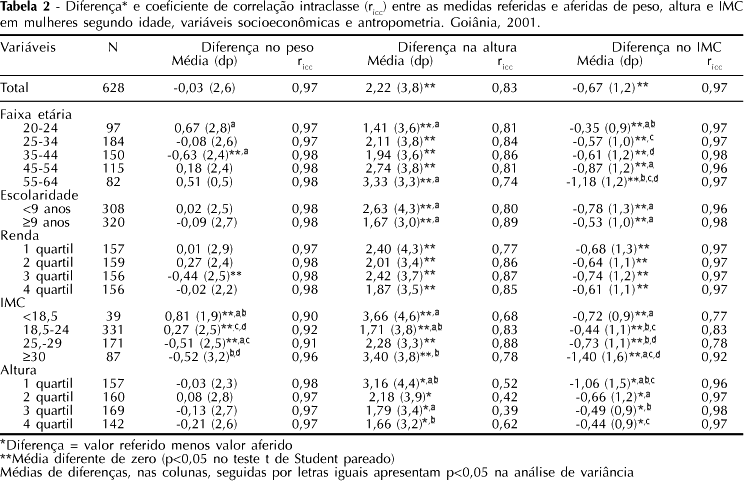 Tabela 2 - Diferença* e coeficiente de correlação intraclasse (ricc) entre as medidas referidas e aferidas de peso, altura e IMC
em mulheres segundo idade, variáveis socioeconômicas e antropometria. Goiânia, 2001.
Variáveis N Diferença no peso Diferença na altura Diferença no IMC
Média (dp) ricc Média (dp) ricc Média (dp) ricc
Total 628 -0,03 (2,6) 0,97 2,22 (3,8)** 0,83 -0,67 (1,2)** 0,97
Faixa etária
20-24 97 0,67 (2,8)a 0,97 1,41 (3,6)**,a 0,81 -0,35 (0,9)**,a,b 0,97
25-34 184 -0,08 (2,6) 0,97 2,11 (3,8)** 0,84 -0,57 (1,0)**,c 0,97
35-44 150 -0,63 (2,4)**,a 0,98 1,94 (3,6)** 0,86 -0,61 (1,2)**,d 0,98
45-54 115 0,18 (2,4) 0,98 2,74 (3,8)** 0,81 -0,87 (1,2)**,a 0,96
55-64 82 0,51 (0,5) 0,98 3,33 (3,3)**,a 0,74 -1,18 (1,2)**,b,c,d 0,97
Escolaridade
<9 anos 308 0,02 (2,5) 0,98 2,63 (4,3)**,a 0,80 -0,78 (1,3)**,a 0,96
≥9 anos 320 -0,09 (2,7) 0,98 1,67 (3,0)**,a 0,89 -0,53 (1,0)**,a 0,98
Renda
1 quartil 157 0,01 (2,9) 0,97 2,40 (4,3)** 0,77 -0,68 (1,3)** 0,97
2 quartil 159 0,27 (2,4) 0,98 2,01 (3,4)** 0,86 -0,64 (1,1)** 0,97
3 quartil 156 -0,44 (2,5)** 0,98 2,42 (3,7)** 0,87 -0,74 (1,2)** 0,97
4 quartil 156 -0,02 (2,2) 0,98 1,87 (3,5)** 0,85 -0,61 (1,1)** 0,97
IMC
<18,5 39 0,81 (1,9)**,a,b 0,90 3,66 (4,6)**,a 0,68 -0,72 (0,9)**,a 0,77
18,5-24 331 0,27 (2,5)**c,d 0,92 1,71 (3,8)**,a,b 0,83 -0,44 (1,1)**,b,c 0,83
25,-29 171 -0,51 (2,5)**,a,c 0,91 2,28 (3,3)** 0,88 -0,73 (1,1)**,b,d 0,78
≥30 87 -0,52 (3,2)b,d 0,96 3,40 (3,8)**,b 0,78 -1,40 (1,6)**,a,c,d 0,92
Altura
1 quartil 157 -0,03 (2,3) 0,98 3,16 (4,4)*,a,b 0,52 -1,06 (1,5)*,a,b,c 0,96
2 quartil 160 0,08 (2,8) 0,97 2,18 (3,9)* 0,42 -0,66 (1,2)*,a 0,97
3 quartil 169 -0,13 (2,7) 0,97 1,79 (3,4)*,a 0,39 -0,49 (0,9)*,b 0,98
4 quartil 142 -0,21 (2,6) 0,97 1,66 (3,2)*,b 0,62 -0,44 (0,9)*,c 0,97
*Diferença = valor referido menos valor aferido
**Média diferente de zero (p<0,05 no teste t de Student pareado)
Médias de diferenças, nas colunas, seguidas por letras iguais apresentam p<0,05 na análise de variância